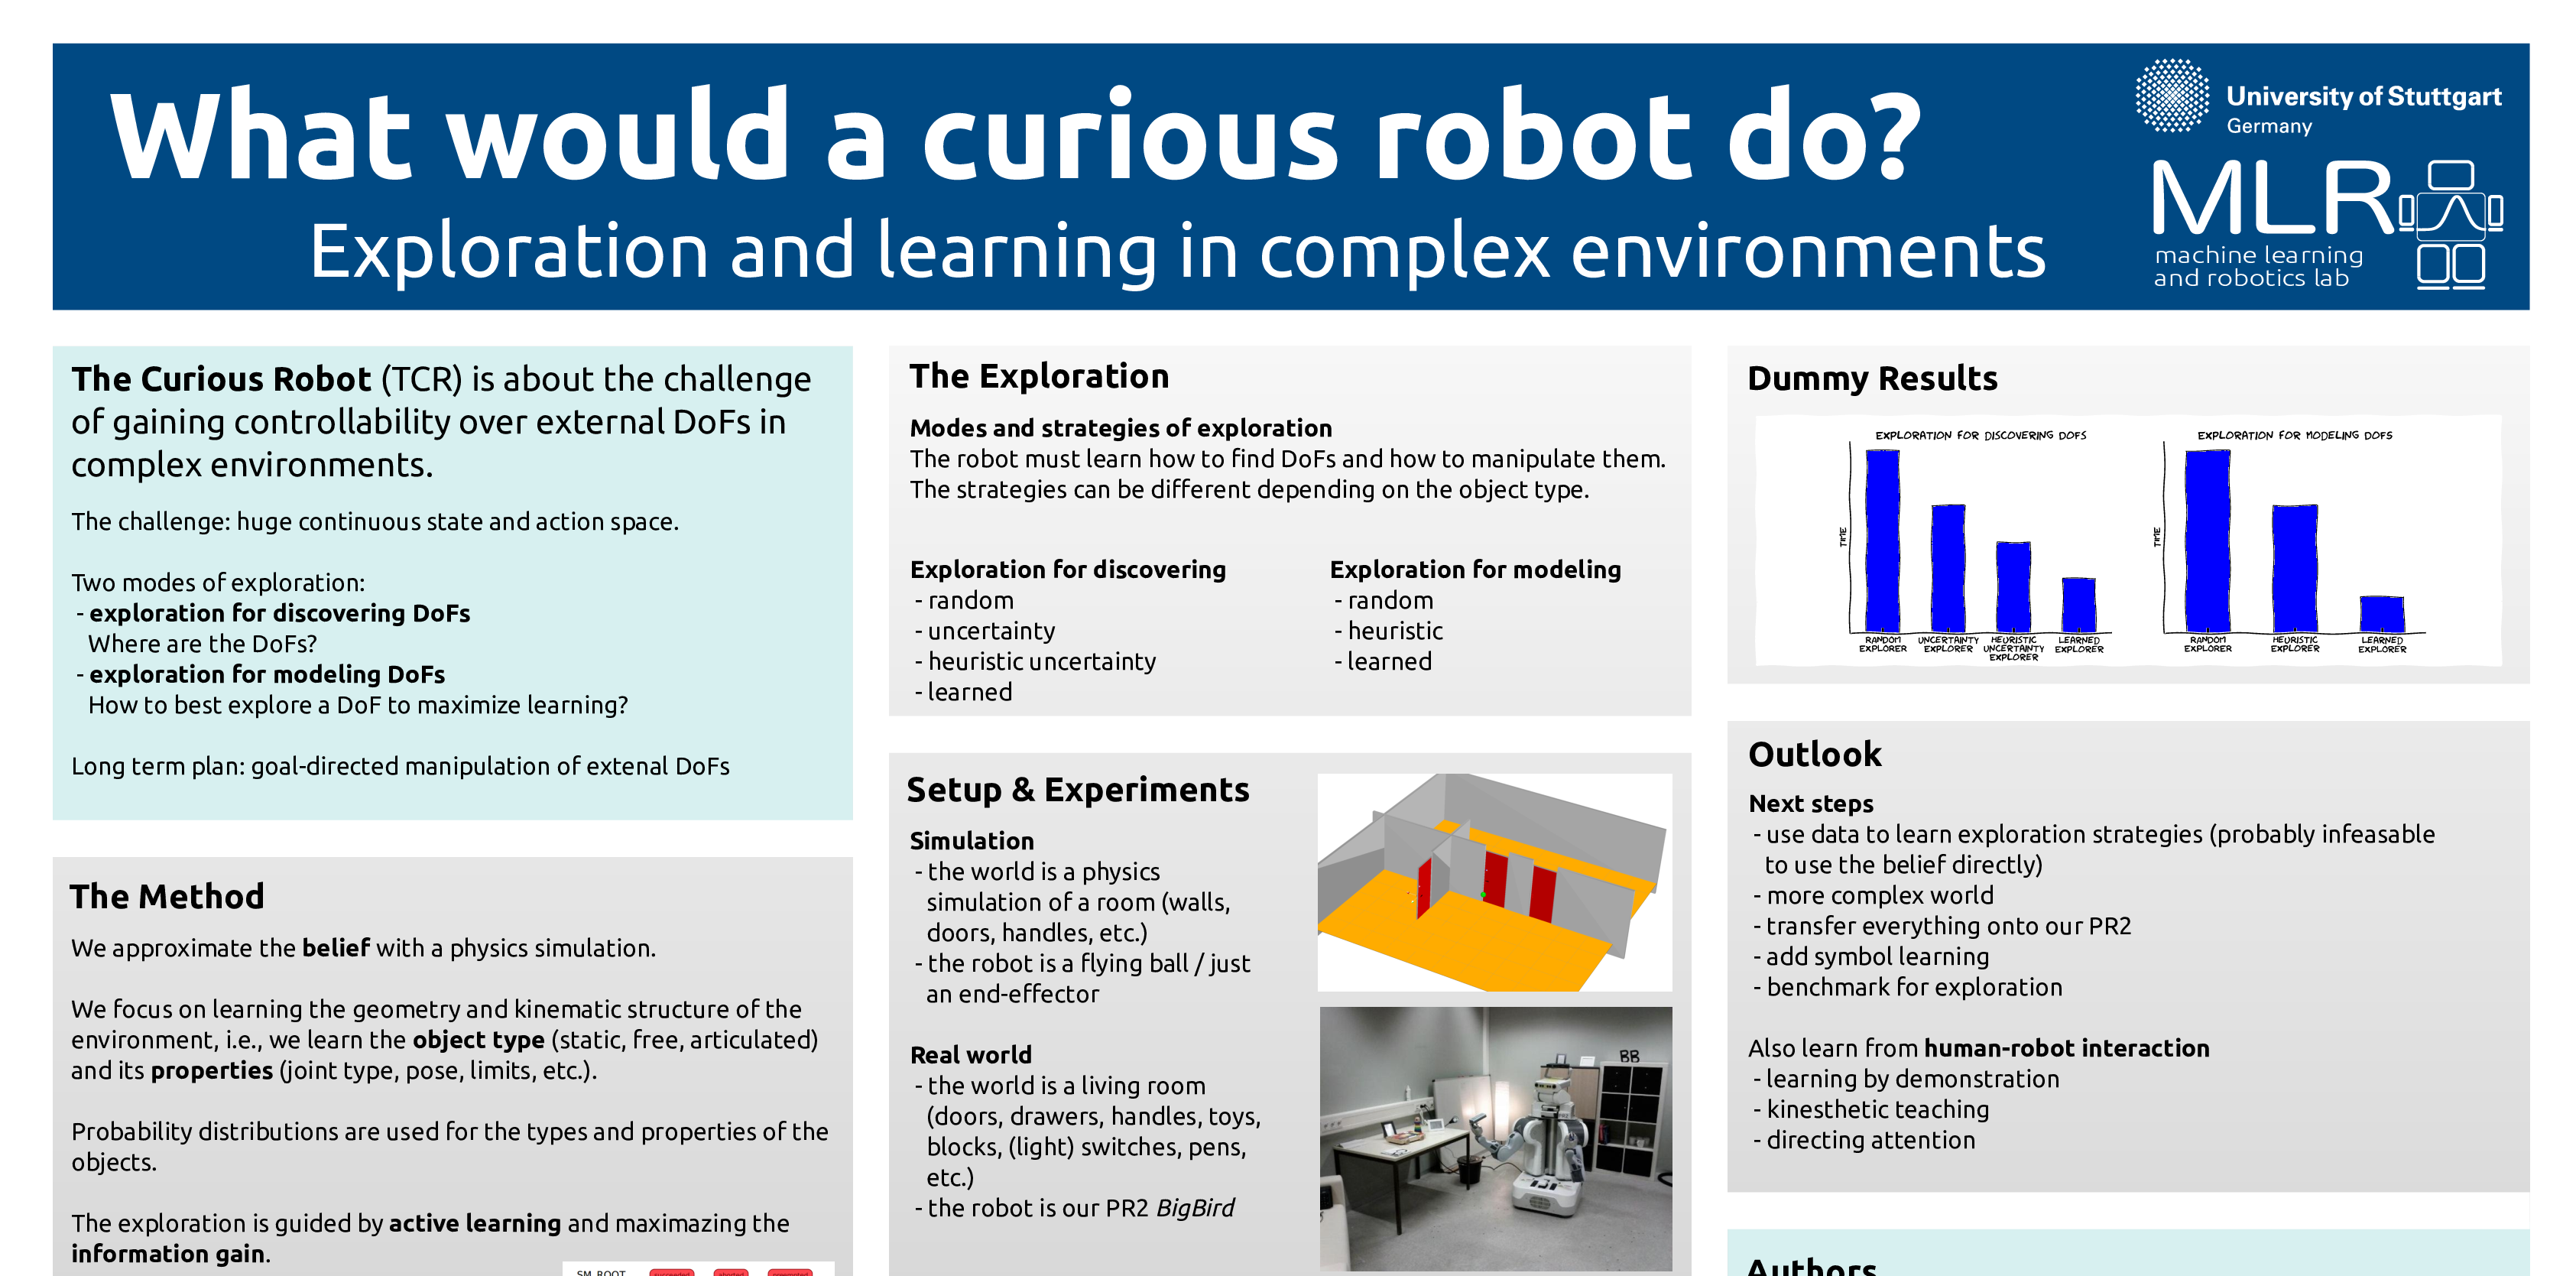 What would a curious robot do?
Exploration and learning in complex environments
University of Stuttgart
Germany
MLR
machine learning
and robotics lab
The Curious Robot (TCR) is about the challenge
of gaining controllability over external DoFs in
complex environments.
The challenge: huge continuous state and action space.
Two modes of exploration:
- exploration for discovering DoFs
Where are the DoFs?
- exploration for modeling DoFs
How to best explore a DoF to maximize learning?
Long term plan: goal-directed manipulation of extenal DoFs
The Method
We approximate the belief with a physics simulation.
We focus on learning the geometry and kinematic structure of the
environment, i.e., we learn the object type (static, free, articulated)
and its properties (joint type, pose, limits, etc.).
Probability distributions are used for the types and properties of the
objects.
The exploration is guided by active learning and maximazing the
information gain.
SM_ROOT
succeeded
aborted
preempted
The Exploration
Modes and strategies of exploration
The robot must learn how to find DoFs and how to manipulate them.
The strategies can be different depending on the object type.
Exploration for discovering
- random
- uncertainty
- heuristic uncertainty
- learned
Exploration for modeling
- random
- heuristic
- learned
Setup & Experiments
Simulation
- the world is a physics
simulation of a room (walls,
doors, handles, etc.)
- the robot is a flying ball / just
an end-effector
Real world
- the world is a living room
(doors, drawers, handles, toys,
blocks, (light) switches, pens,
etc.)
- the robot is our PR2 BigBird
BB
Dummy Results
EXPLORATION FOR DISCOVERING DOFS
TIME
RANDOM
EXPLORER
UNCERTAINTY
EXPLORER
HEURISTIC
UNCERTAINTY
EXPLORER
LEARNED
EXPLORER
EXPLORATION FOR MODELING DOFS
TIME
RANDOM
EXPLORER
HEURISTIC
EXPLORER
LEARNED
EXPLORER
Outlook
Next steps
- use data to learn exploration strategies (probably infeasable
to use the belief directly)
- more complex world
- transfer everything onto our PR2
- add symbol learning
- benchmark for exploration
Also learn from human-robot interaction
- learning by demonstration
- kinesthetic teaching
- directing attention
Authors